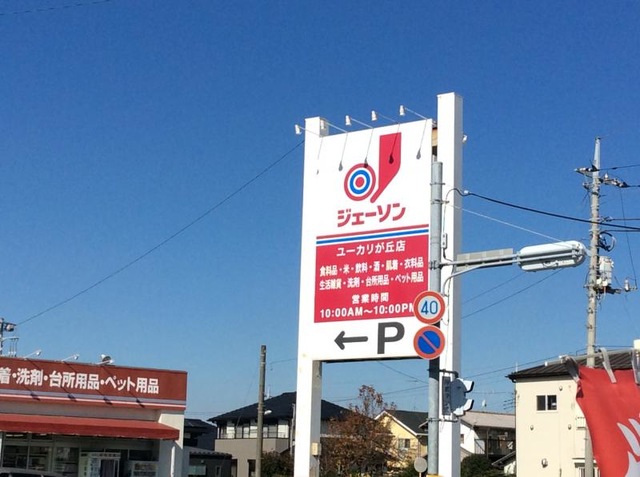 ジェーソン
ユーカリが丘店
食料品・米・飲料・酒・肌着・衣料品
生活雑貨・洗剤・台所用品・ペット用品
営業時間
10:00AM～10:00PM
←P
40
着・洗剤・台所用品・ペット用品